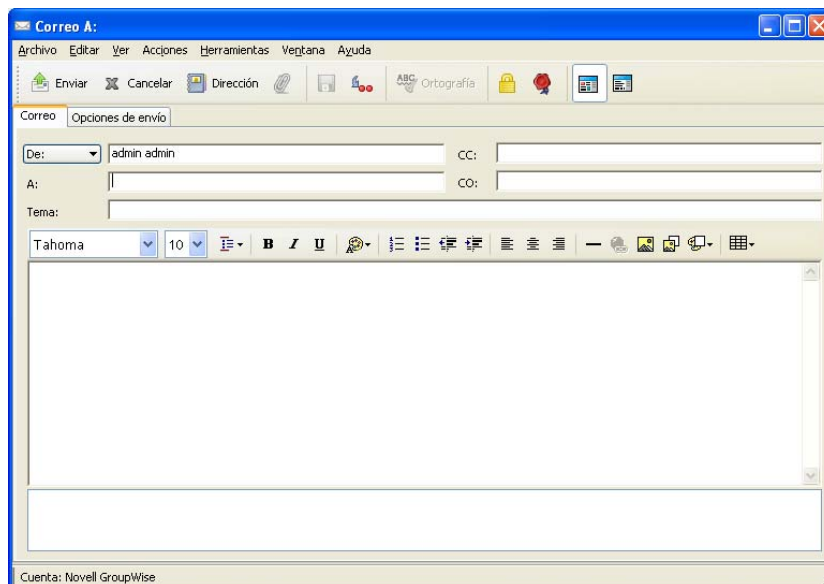 Correo A:
Archivo Editar Ver Acciones Herramientas Ventana Ayuda
Enviar Cancelar Dirección ABC Ortografía
Correo Opciones de envío
De: admin admin CC:
A: CO:
Tema:
Tahoma 10 B I U
Cuenta: Novell GroupWise